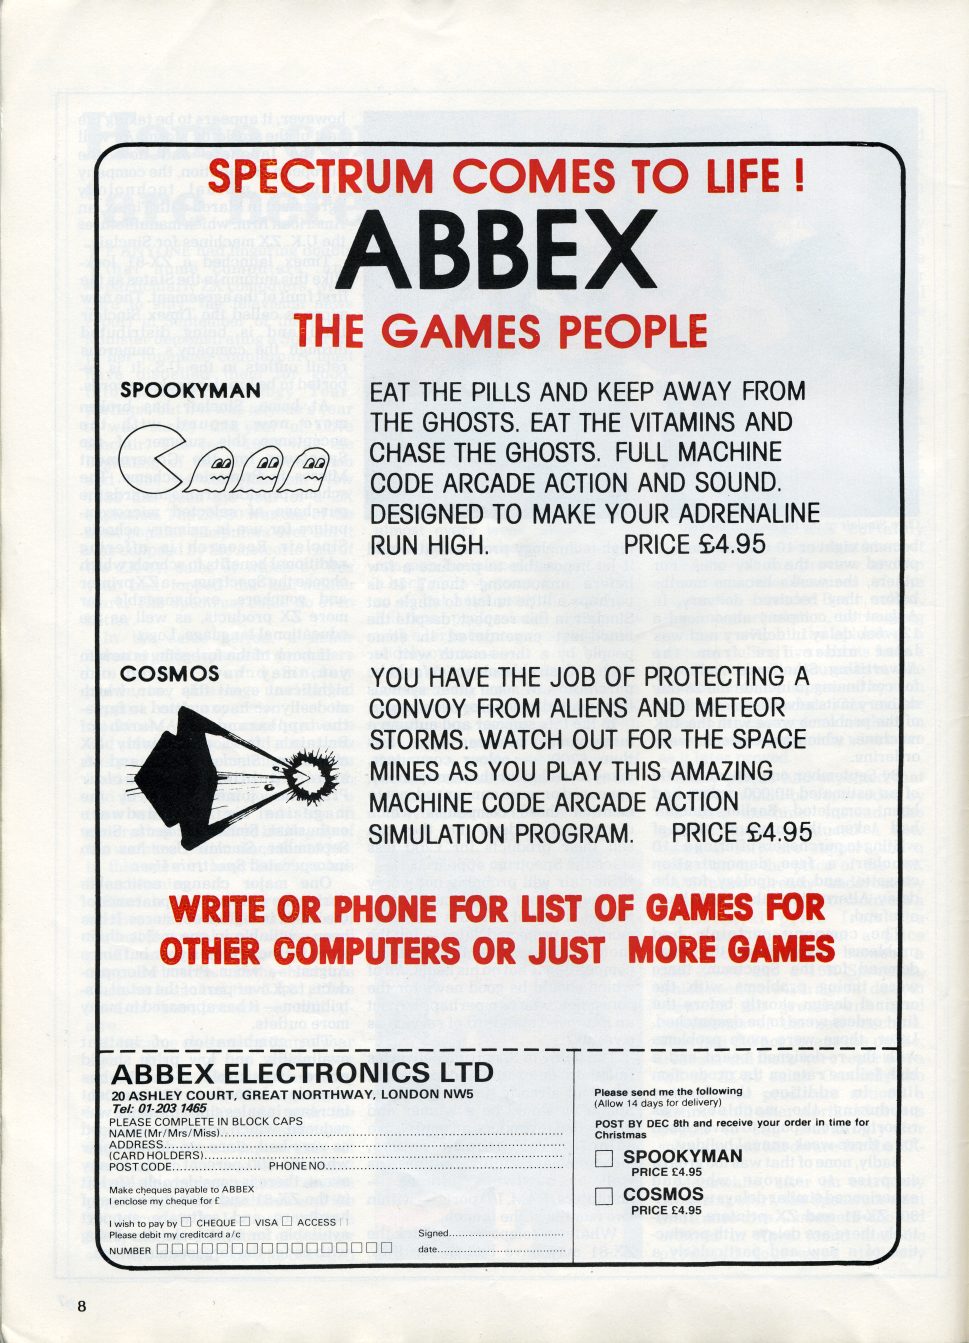 SPECTRUM COMES TO LIFE !
ABBEX
THE GAMES PEOPLE
SPOOKYMAN
EAT THE PILLS AND KEEP AWAY FROM
THE GHOSTS. EAT THE VITAMINS AND
CHASE THE GHOSTS. FULL MACHINE
CODE ARCADE ACTION AND SOUND.
DESIGNED TO MAKE YOUR ADRENALINE
RUN HIGH. PRICE £4.95
COSMOS
YOU HAVE THE JOB OF PROTECTING A
CONVOY FROM ALIENS AND METEOR
STORMS. WATCH OUT FOR THE SPACE
MINES AS YOU PLAY THIS AMAZING
MACHINE CODE ARCADE ACTION
SIMULATION PROGRAM. PRICE £4.95
WRITE OR PHONE FOR LIST OF GAMES FOR
OTHER COMPUTERS OR JUST MORE GAMES
ABBEX ELECTRONICS LTD
20 ASHLEY COURT, GREAT NORTHWAY, LONDON NW5
Tel: 01-203 1465
PLEASE COMPLETE IN BLOCK CAPS
NAME (Mr/Mrs/Miss)
ADDRESS
(CARD HOLDERS)
POST CODE PHONE NO.
Make cheques payable to ABBEX
I enclose my cheque for £
I wish to pay by CHEQUE VISA ACCESS
Please debit my creditcard a/c
NUMBER
Signed
date
Please send me the following
(Allow 14 days for delivery)
POST BY DEC 8th and receive your order in time for
Christmas
SPOOKYMAN
PRICE £4.95
COSMOS
PRICE £4.95
8